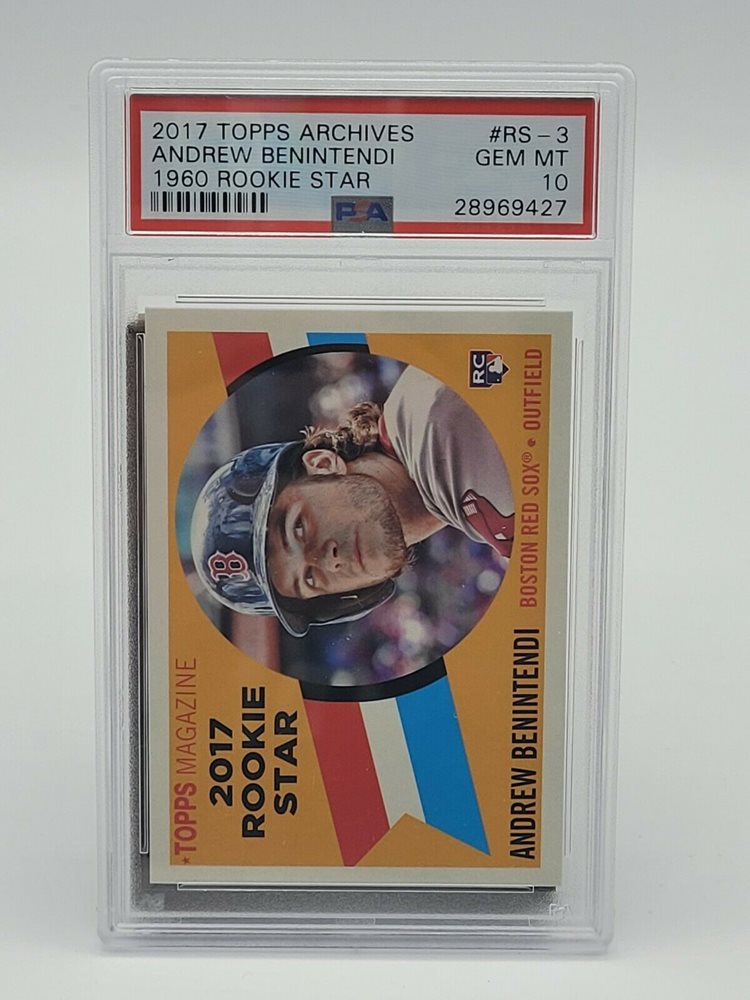 2017 TOPPS ARCHIVES #RS-3
ANDREW BENINTENDI GEM MT
1960 ROOKIE STAR 10
PSA 28969427
*TOPPS MAGAZINE
2017
ROOKIE
STAR
B
RC
BOSTON RED SOX® • OUTFIELD
ANDREW BENINTENDI